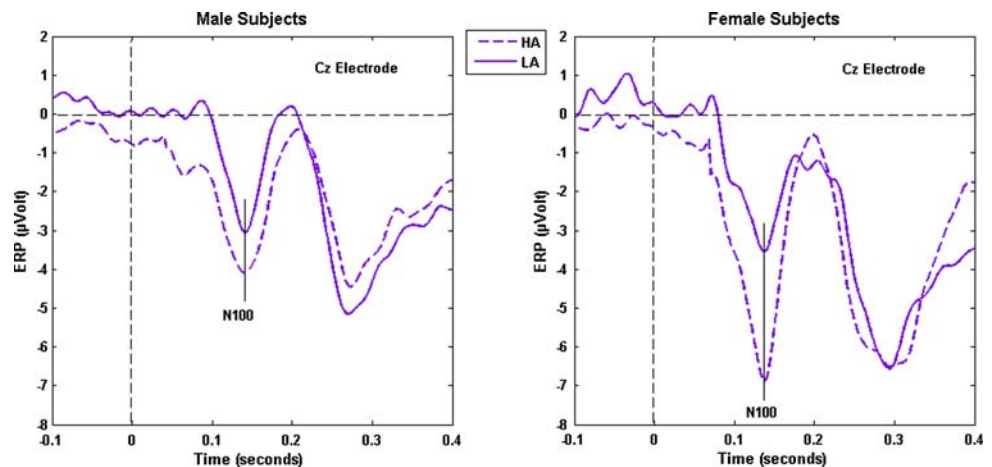 Male Subjects
2
1
0
-1
-2
-3
-4
-5
-6
-7
-8
ERP (µVolt)
Cz Electrode
N100
-0.1 0 0.1 0.2 0.3 0.4
Time (seconds)
HA
LA
Female Subjects
2
1
0
-1
-2
-3
-4
-5
-6
-7
-8
ERP (µVolt)
Cz Electrode
N100
-0.1 0 0.1 0.2 0.3 0.4
Time (seconds)